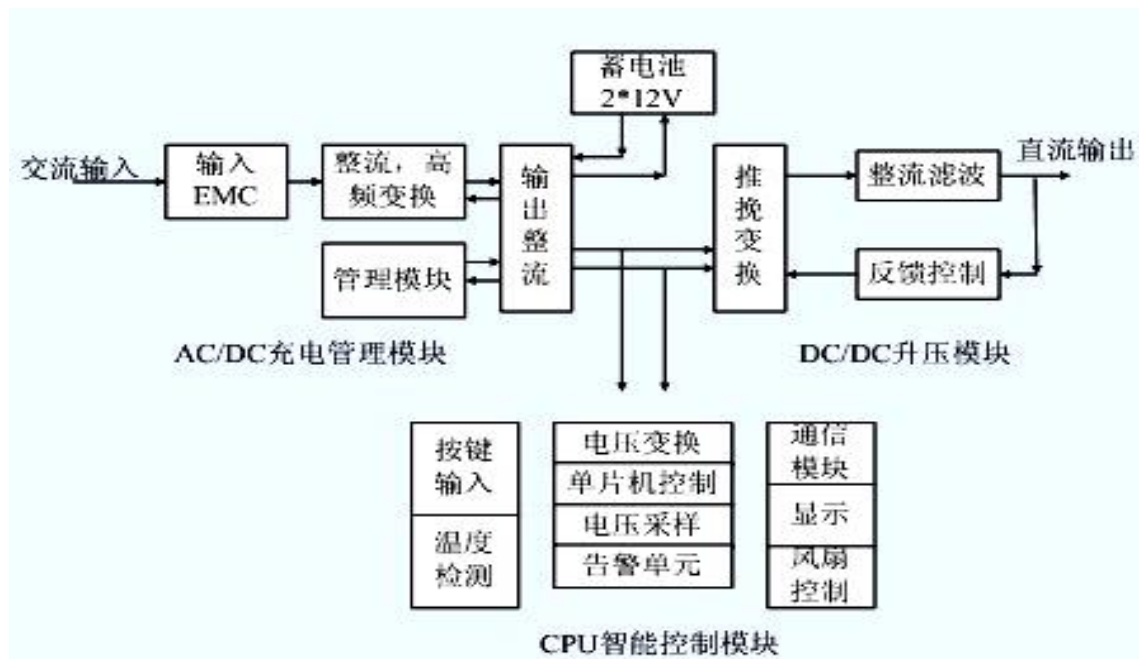 蓄电池
2*12V
交流输入
输入
EMC
整流，高
频变换
输出整流
推挽变换
整流滤波
直流输出
管理模块
反馈控制
AC/DC充电管理模块
DC/DC升压模块
按键
输入
温度
检测
电压变换
单片机控制
电压采样
告警单元
通信
模块
显示
风扇
控制
CPU智能控制模块